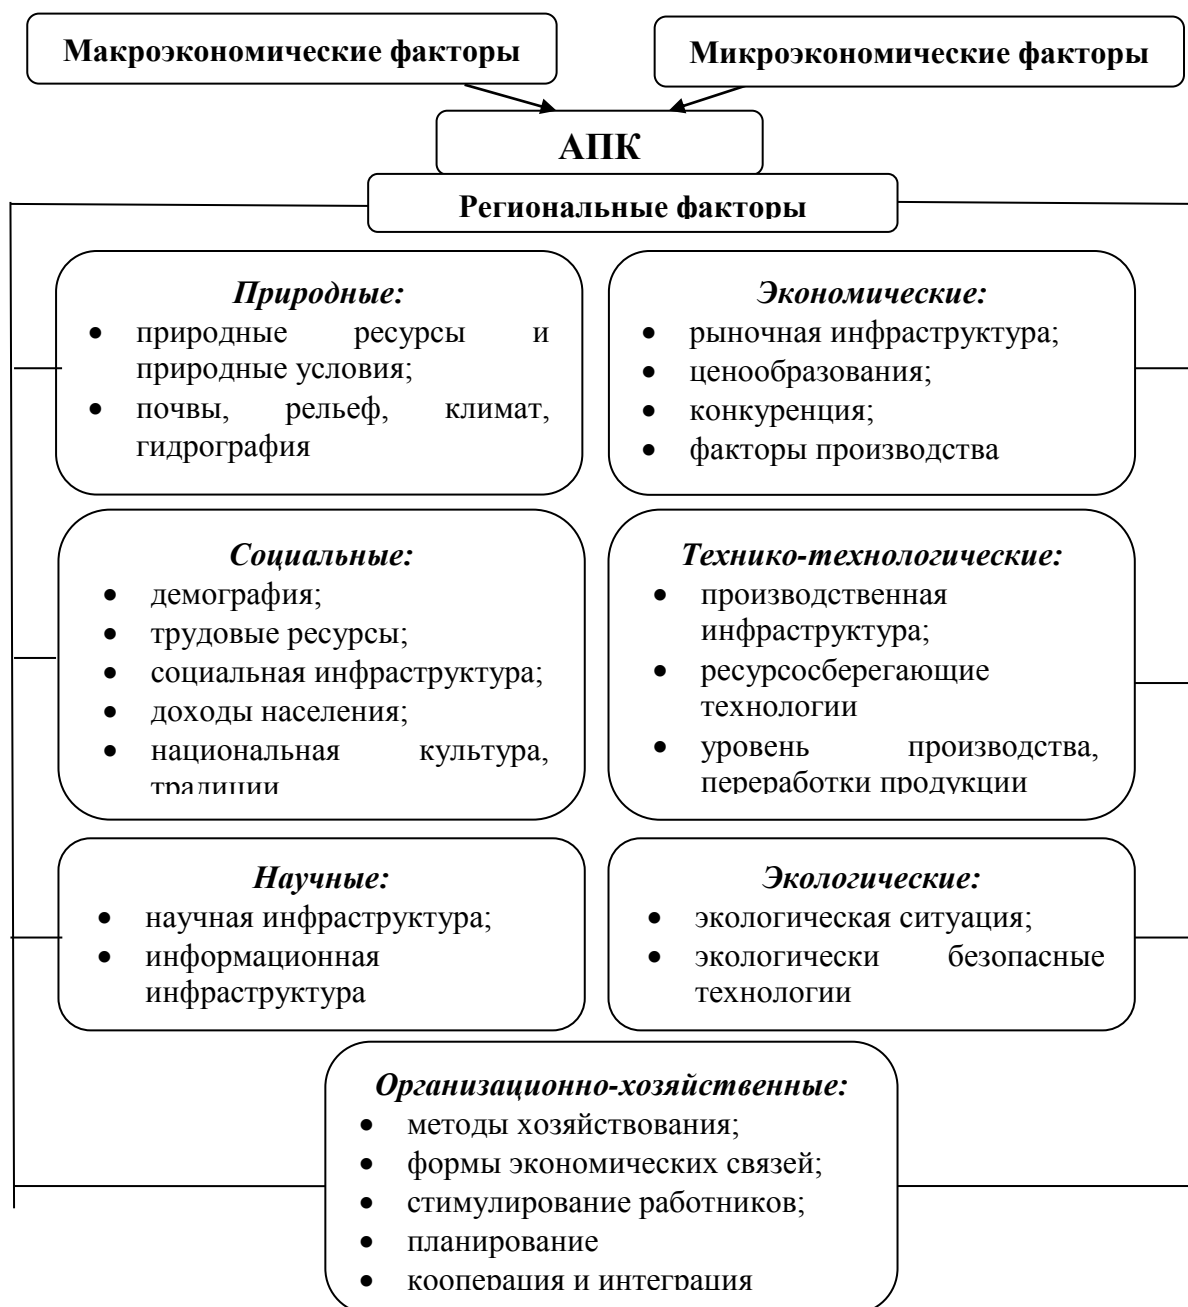 Макроэкономические факторы
Микроэкономические факторы
АПК
Региональные факторы
Природные:
• природные ресурсы и
природные условия;
• почвы, рельеф, климат,
гидрография
Экономические:
• рыночная инфраструктура;
• ценообразования;
• конкуренция;
• факторы производства
Социальные:
• демография;
• трудовые ресурсы;
• социальная инфраструктура;
• доходы населения;
• национальная культура,
традиции
Технико-технологические:
• производственная
инфраструктура;
• ресурсосберегающие
технологии
• уровень производства,
переработки продукции
Научные:
• научная инфраструктура;
• информационная
инфраструктура
Экологические:
• экологическая ситуация;
• экологически безопасные
технологии
Организационно-хозяйственные:
• методы хозяйствования;
• формы экономических связей;
• стимулирование работников;
• планирование
• кооперация и интеграция